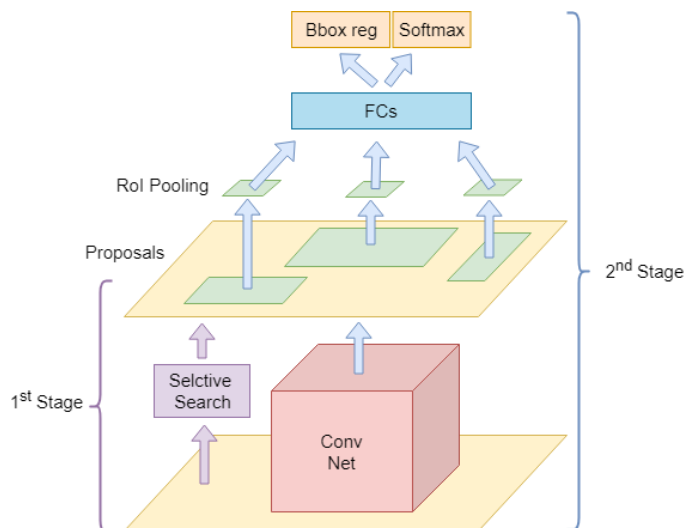 Bbox reg
Softmax
FCs
RoI Pooling
Proposals
2nd Stage
1st Stage
Selctive
Search
Conv
Net